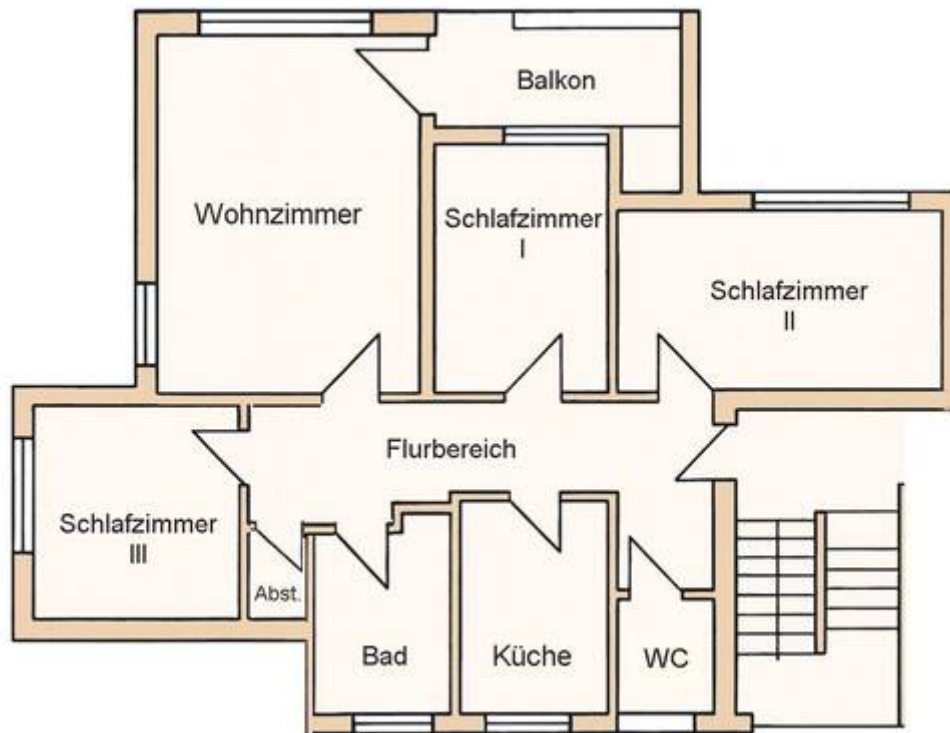 Balkon
Wohnzimmer
Schlafzimmer
I
Schlafzimmer
II
Flurbereich
Schlafzimmer
III
Abst.
Bad
Küche
WC